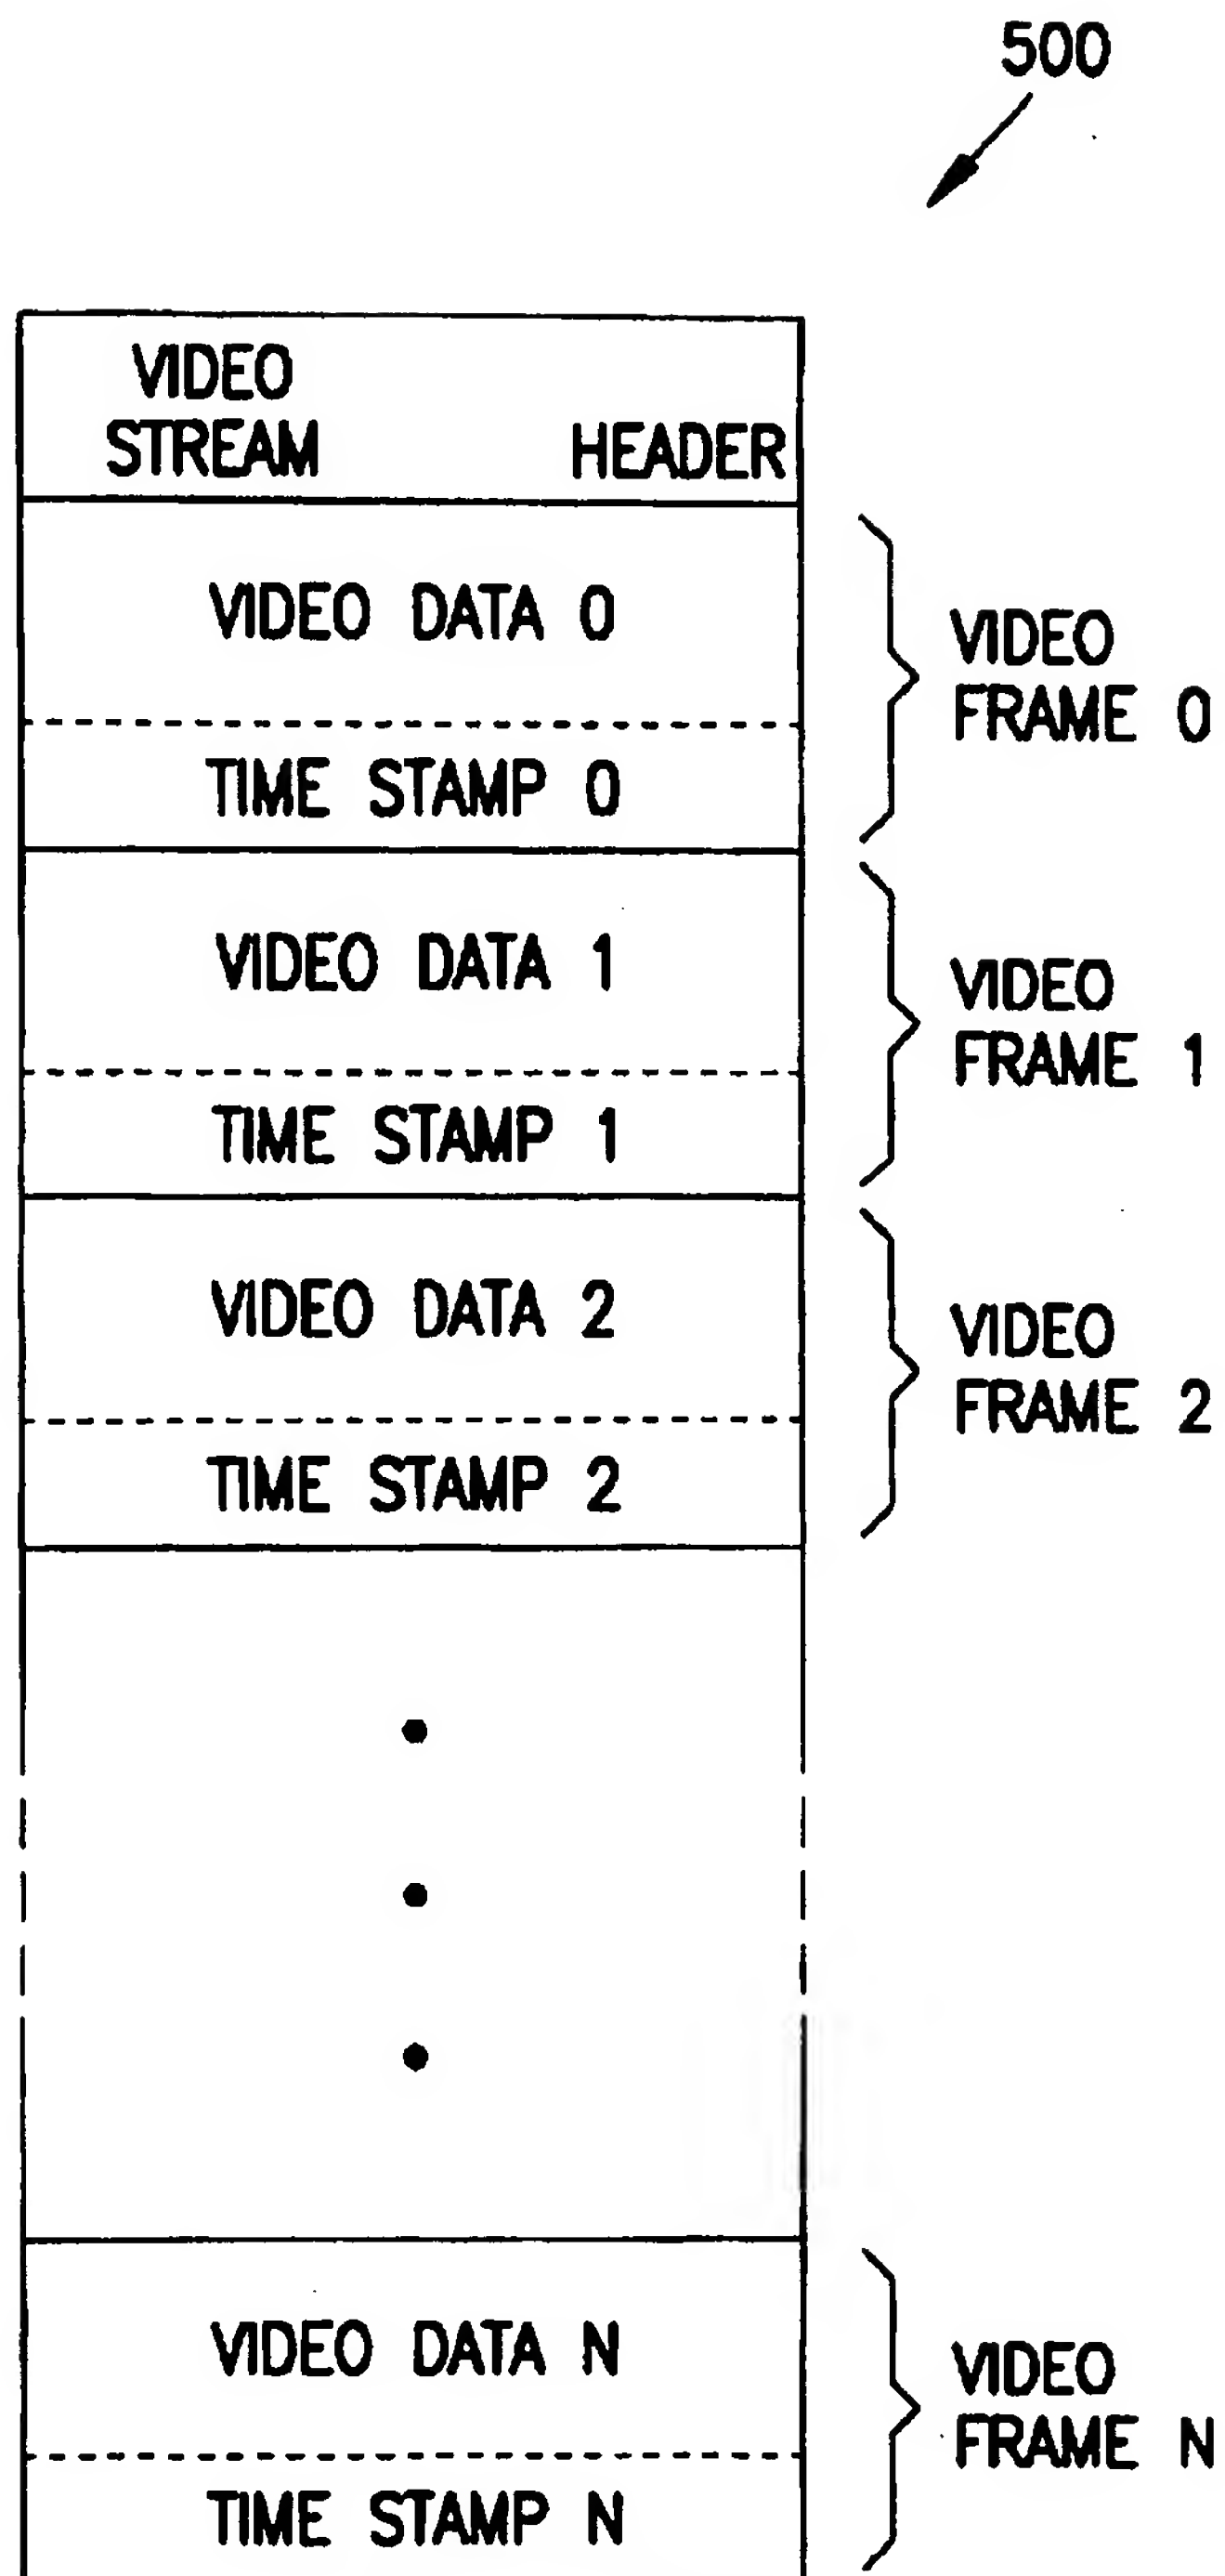 500
VIDEO
STREAM HEADER
VIDEO DATA 0
TIME STAMP 0
VIDEO
FRAME 0
VIDEO DATA 1
TIME STAMP 1
VIDEO
FRAME 1
VIDEO DATA 2
TIME STAMP 2
VIDEO
FRAME 2
VIDEO DATA N
TIME STAMP N
VIDEO
FRAME N